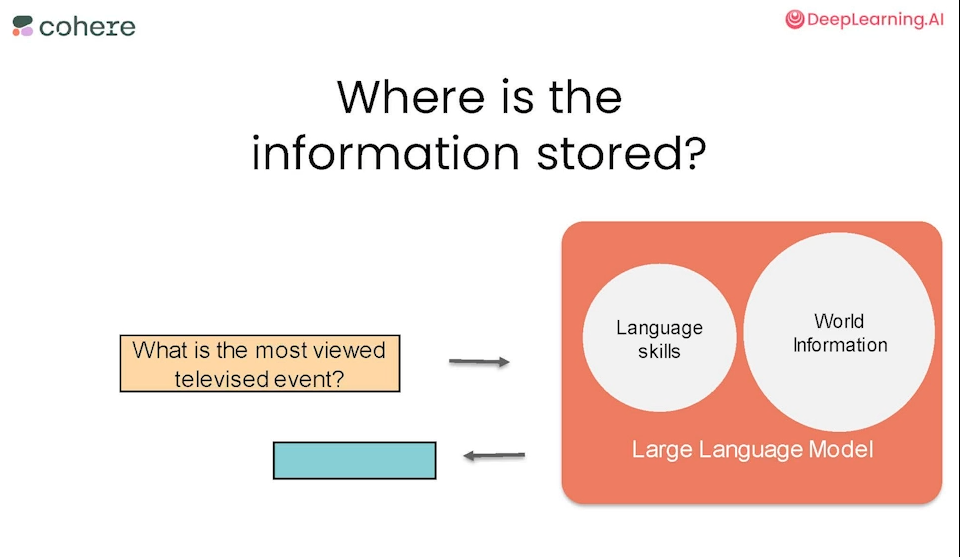 cohere
DeepLearning.AI
Where is the
information stored?
Language
skills
World
Information
What is the most viewed
televised event?
Large Language Model